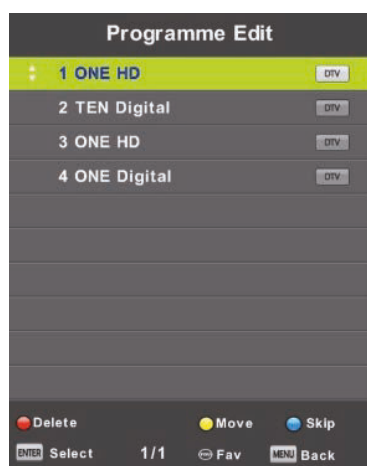 Programme Edit
1 ONE HD DTV
2 TEN Digital DTV
3 ONE HD DTV
4 ONE Digital DTV
Delete Move Skip
ENTER Select 1/1 Fav MENU Back